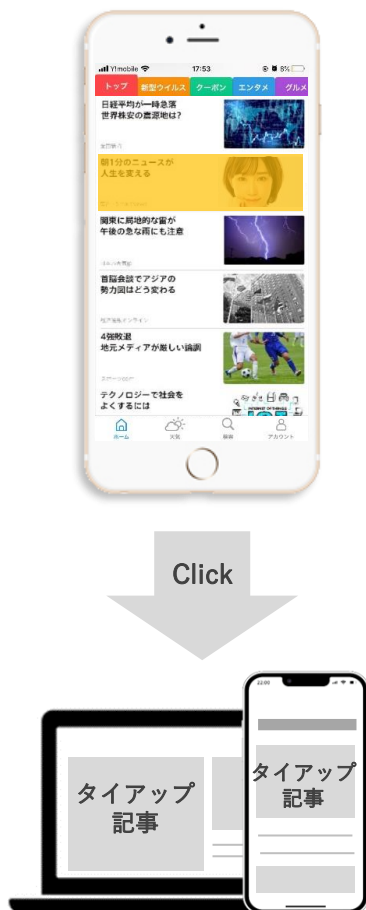 Y!mobile
17:53
8%
トップ
新型ウイルス
クーポン
エンタメ
グルメ
日経平均が一時急落
世界株安の震源地は?
朝1分のニュースが
人生を変える
関東に局地的な雷が
午後の急な雨にも注意
首脳会談でアジアの
勢力図はどう変わる
4強敗退
地元メディアが厳しい論調
テクノロジーで社会を
よくするには
INTERNET OF THINGS
ホーム
天気
検索
アカウント
Click
22:00
タイアップ
記事
タイアップ
記事